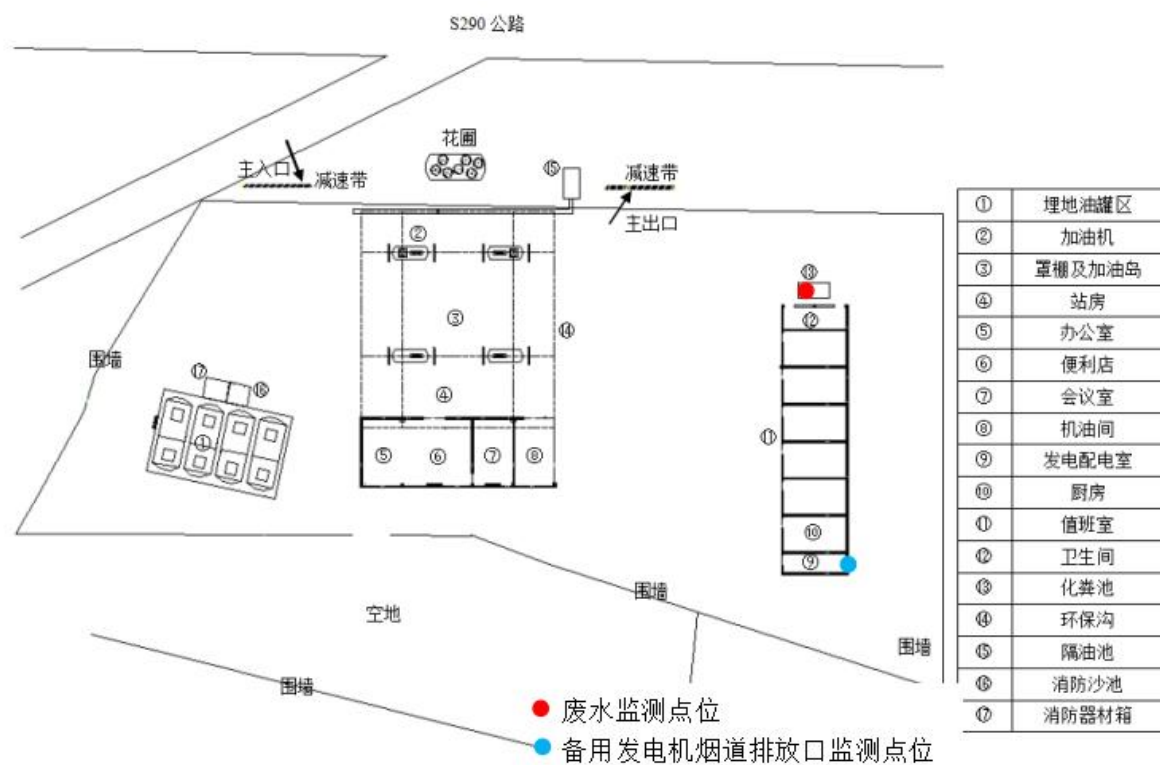 S290 公路
花圃
主入口
减速带
⑮
减速带
主出口
②
③
⑭
④
⑤
⑥
⑦
⑧
围墙
⑰
⑯
①
⑬
⑫
⑪
⑩
⑨
围墙
空地
围墙
围墙
① 埋地油罐区
② 加油机
③ 罩棚及加油岛
④ 站房
⑤ 办公室
⑥ 便利店
⑦ 会议室
⑧ 机油间
⑨ 发电配电室
⑩ 厨房
⑪ 值班室
⑫ 卫生间
⑬ 化粪池
⑭ 环保沟
⑮ 隔油池
⑯ 消防沙池
⑰ 消防器材箱
废水监测点位
备用发电机烟道排放口监测点位